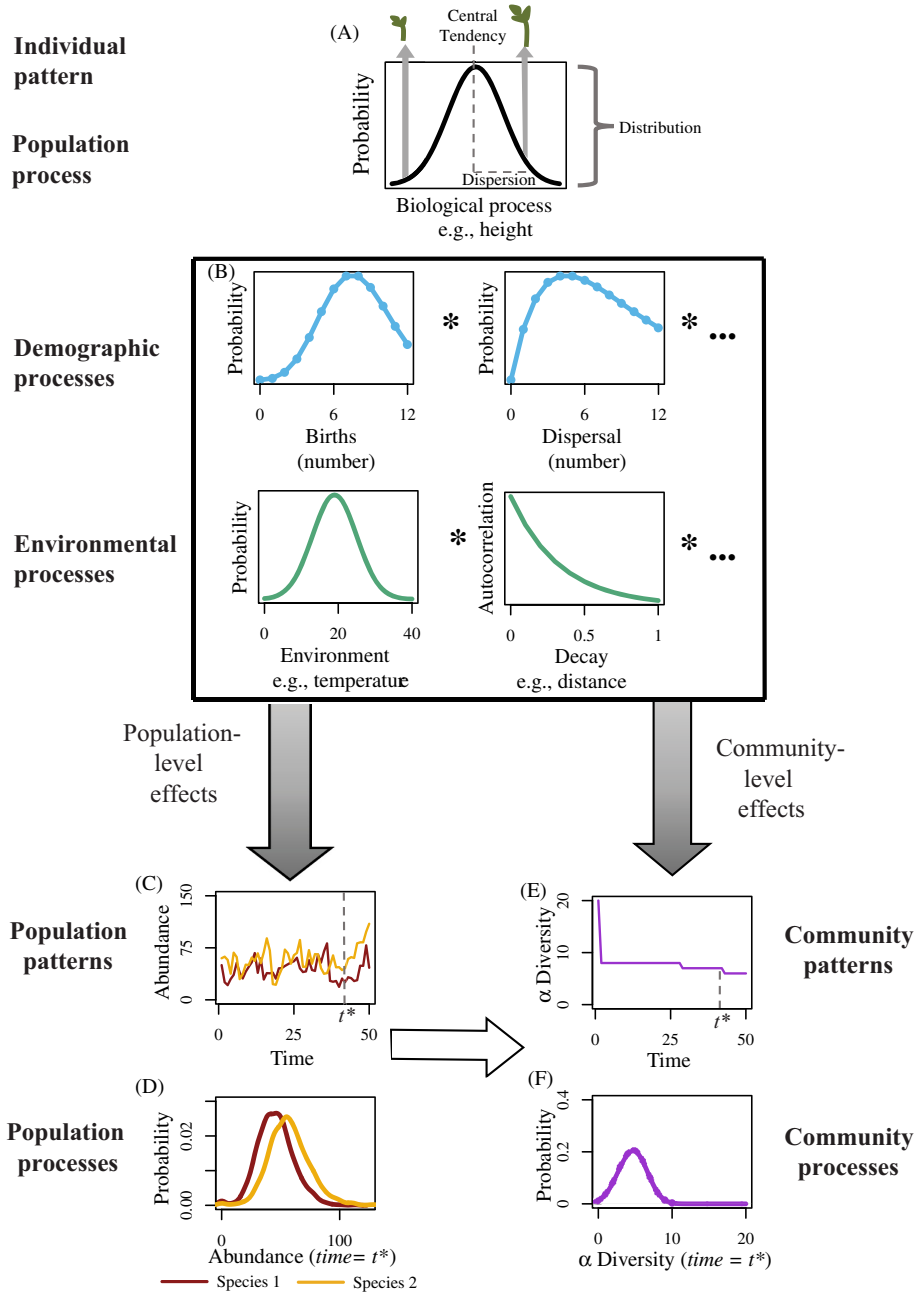 Individual
pattern
Population
process
(A)
Central
Tendency
Probability
Dispersion
Distribution
Biological process
e.g., height
Demographic
processes
(B)
Probability
0 6 12
Births
(number)
*
Probability
0 6 12
Dispersal
(number)
* ...
Environmental
processes
Probability
0 20 40
Environment
e.g., temperature
*
Autocorrelation
0 0.5 1
Decay
e.g., distance
* ...
Population-
level
effects
Community-
level
effects
Population
patterns
(C)
Abundance
150
75
0
t*
0 25 50
Time
(E)
α Diversity
20
10
0
t*
0 25 50
Time
Community
patterns
Population
processes
(D)
Probability
0.02
0.00
0 100
Abundance (time= t*)
Species 1 Species 2
(F)
Probability
0.4
0.2
0
0 10 20
α Diversity (time = t*)
Community
processes